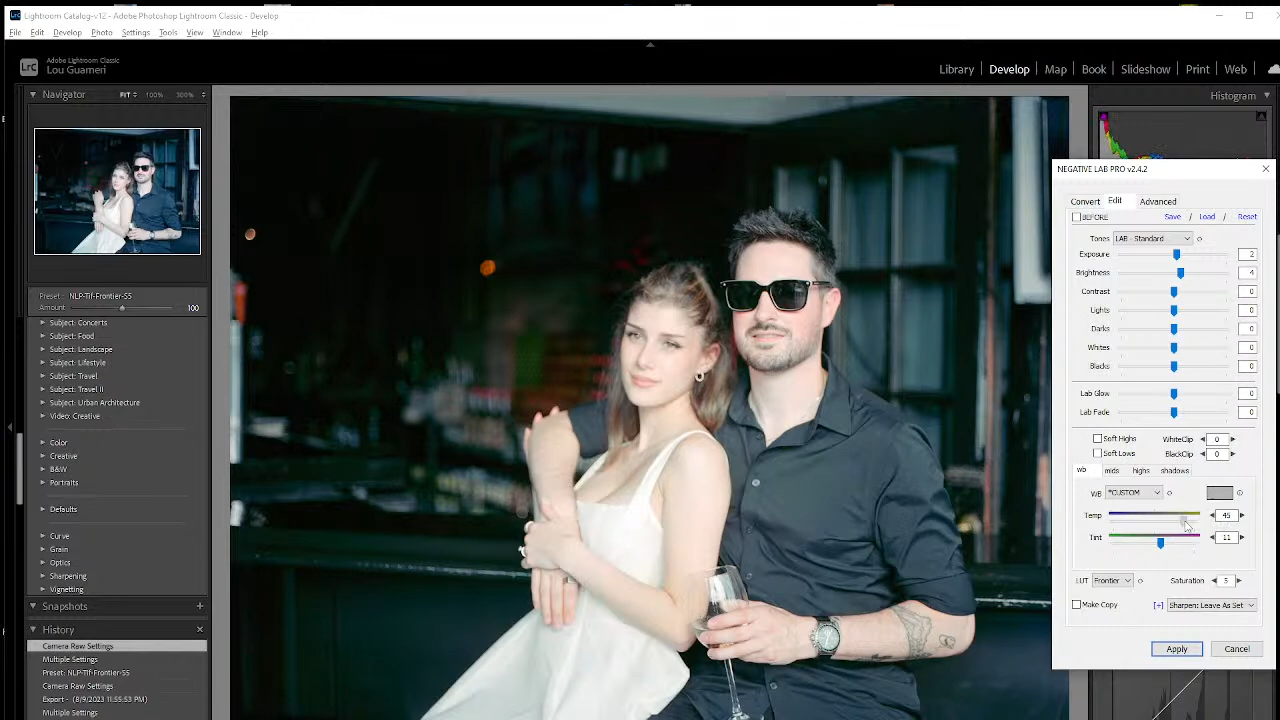 Lightroom Catalog-v12 - Adobe Photoshop Lightroom Classic - Develop
File Edit Develop Photo Settings Tools View Window Help
LrC Adobe Lightroom Classic
Lou Guarneri
Library | Develop | Map | Book | Slideshow | Print | Web
Navigator FIT 100% 300%
Histogram
Preset: NLP-Tif-Frontier-S5
Amount 100
Subject: Concerts
Subject: Food
Subject: Landscape
Subject: Lifestyle
Subject: Travel
Subject: Travel II
Subject: Urban Architecture
Video: Creative
Color
Creative
B&W
Portraits
Defaults
Curve
Grain
Optics
Sharpening
Vignetting
Snapshots +
History
Camera Raw Settings
Multiple Settings
Preset: NLP-Tif-Frontier-S5
Camera Raw Settings
Export - (8/9/2023 11:55:53 PM)
Multiple Settings
NEGATIVE LAB PRO v2.4.2
Convert Edit Advanced
BEFORE Save / Load / Reset
Tones LAB - Standard
Exposure 2
Brightness 4
Contrast 0
Lights 0
Darks 0
Whites 0
Blacks 0
Lab Glow 0
Lab Fade 0
Soft Highs WhiteClip 0
Soft Lows BlackClip 0
wb mids highs shadows
WB *CUSTOM
Temp 45
Tint 11
LUT Frontier Saturation 5
Make Copy [+] Sharpen: Leave As Set
Apply Cancel